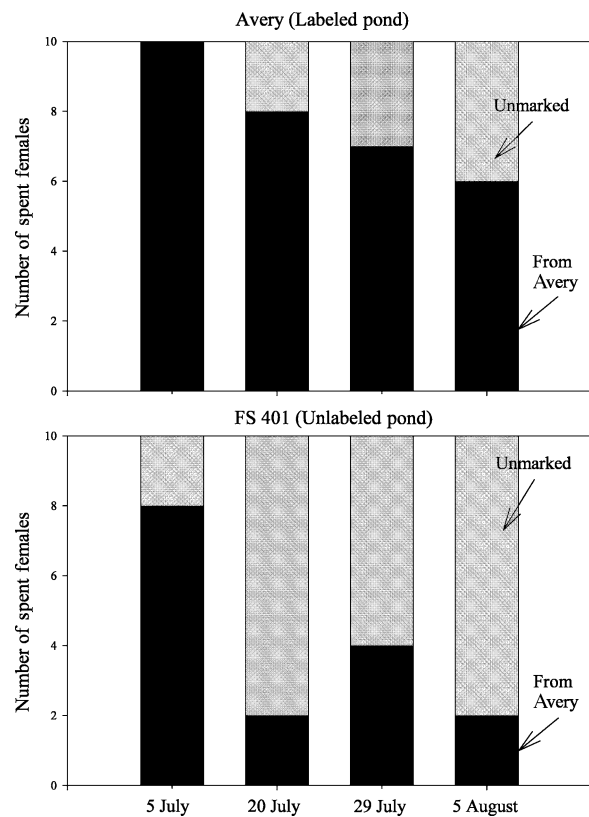 Avery (Labeled pond)
Number of spent females
10
8
6
4
2
0
Unmarked
From
Avery
FS 401 (Unlabeled pond)
Number of spent females
10
8
6
4
2
0
Unmarked
From
Avery
5 July
20 July
29 July
5 August